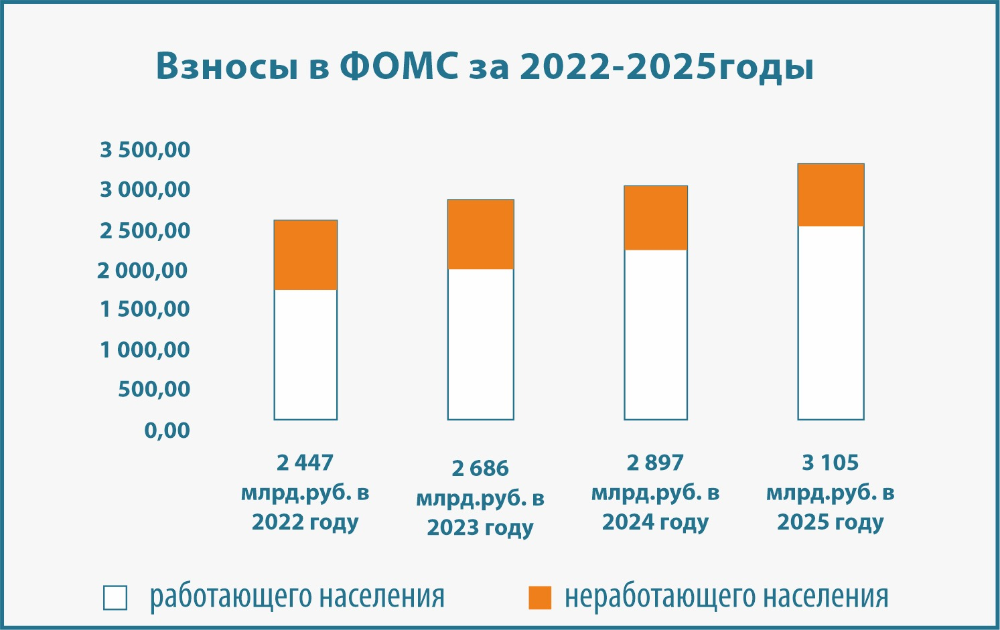 Взносы в ФОМС за 2022-2025годы
3 500,00
3 000,00
2 500,00
2 000,00
1 500,00
1 000,00
500,00
0,00
2 447
млрд.руб. в
2022 году
2 686
млрд.руб. в
2023 году
2 897
млрд.руб. в
2024 году
3 105
млрд.руб. в
2025 году
работающего населения
неработающего населения